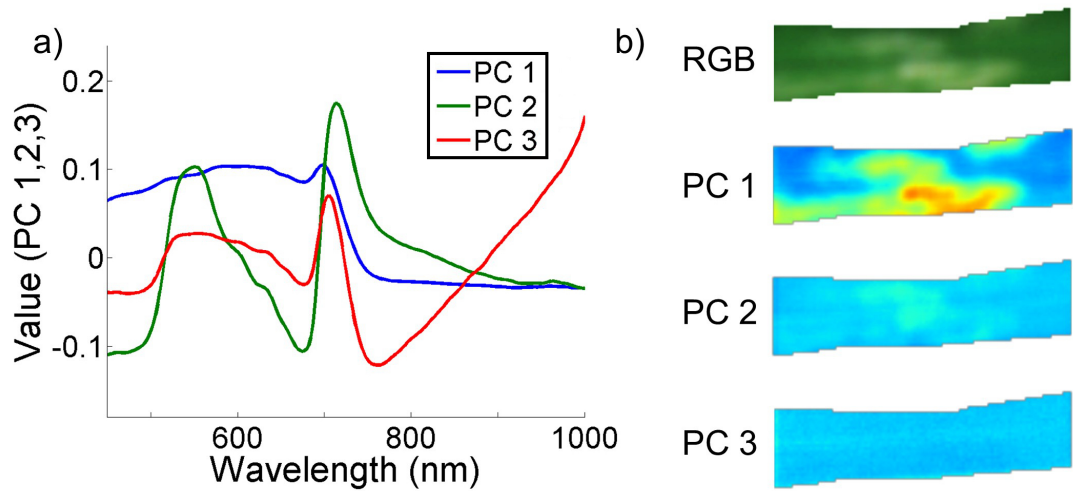 a)
Value (PC 1,2,3)
0.2
0.1
0
-0.1
600
800
1000
Wavelength (nm)
PC 1
PC 2
PC 3
b)
RGB
PC 1
PC 2
PC 3